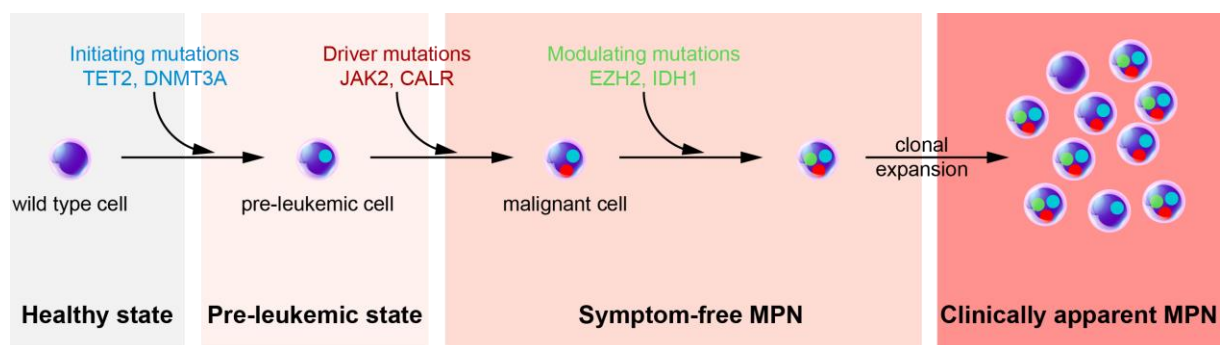 Initiating mutations
TET2, DNMT3A
Driver mutations
JAK2, CALR
Modulating mutations
EZH2, IDH1
clonal
expansion
wild type cell
pre-leukemic cell
malignant cell
Healthy state
Pre-leukemic state
Symptom-free MPN
Clinically apparent MPN